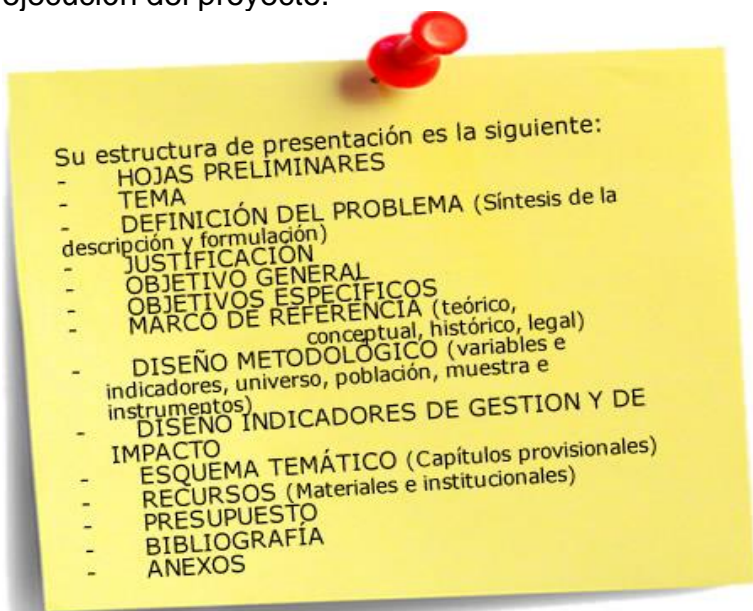 ejecución del proyecto.
Su estructura de presentación es la siguiente:
- HOJAS PRELIMINARES
- TEMA
- DEFINICIÓN DEL PROBLEMA (Síntesis de la
descripción y formulación)
- JUSTIFICACIÓN
- OBJETIVO GENERAL
- OBJETIVOS ESPECÍFICOS
- MARCO DE REFERENCIA (teórico,
conceptual, histórico, legal)
- DISEÑO METODOLÓGICO (variables e
indicadores, universo, población, muestra e
instrumentos)
- DISEÑO INDICADORES DE GESTION Y DE
IMPACTO
- ESQUEMA TEMÁTICO (Capítulos provisionales)
- RECURSOS (Materiales e institucionales)
- PRESUPUESTO
- BIBLIOGRAFÍA
- ANEXOS